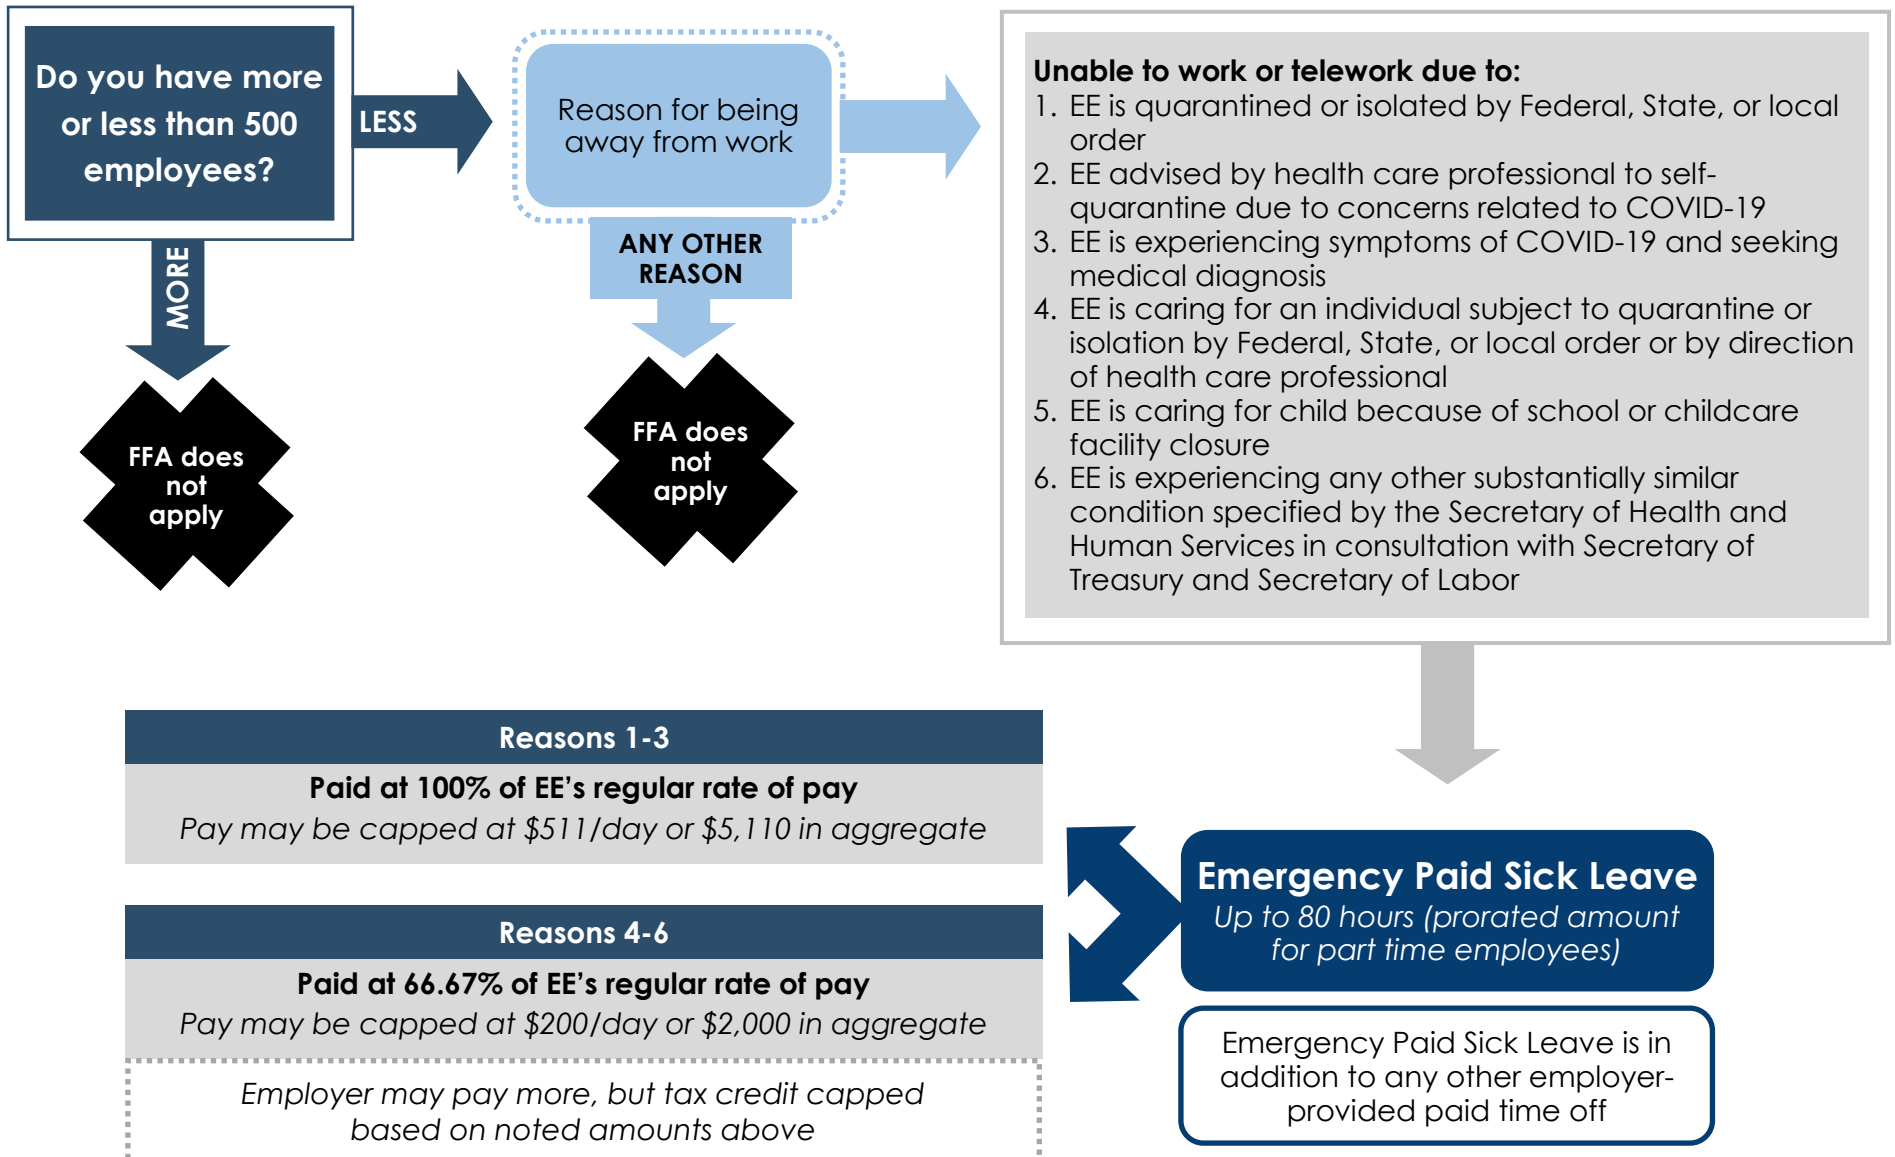 Do you have more
or less than 500
employees?
LESS
MORE
FFA does
not
apply
Reason for being
away from work
ANY OTHER
REASON
FFA does
not
apply
Unable to work or telework due to:
1. EE is quarantined or isolated by Federal, State, or local
order
2. EE advised by health care professional to self-
quarantine due to concerns related to COVID-19
3. EE is experiencing symptoms of COVID-19 and seeking
medical diagnosis
4. EE is caring for an individual subject to quarantine or
isolation by Federal, State, or local order or by direction
of health care professional
5. EE is caring for child because of school or childcare
facility closure
6. EE is experiencing any other substantially similar
condition specified by the Secretary of Health and
Human Services in consultation with Secretary of
Treasury and Secretary of Labor
Emergency Paid Sick Leave
Up to 80 hours (prorated amount
for part time employees)
Emergency Paid Sick Leave is in
addition to any other employer-
provided paid time off
Reasons 1-3
Paid at 100% of EE’s regular rate of pay
Pay may be capped at $511/day or $5,110 in aggregate
Reasons 4-6
Paid at 66.67% of EE’s regular rate of pay
Pay may be capped at $200/day or $2,000 in aggregate
Employer may pay more, but tax credit capped
based on noted amounts above